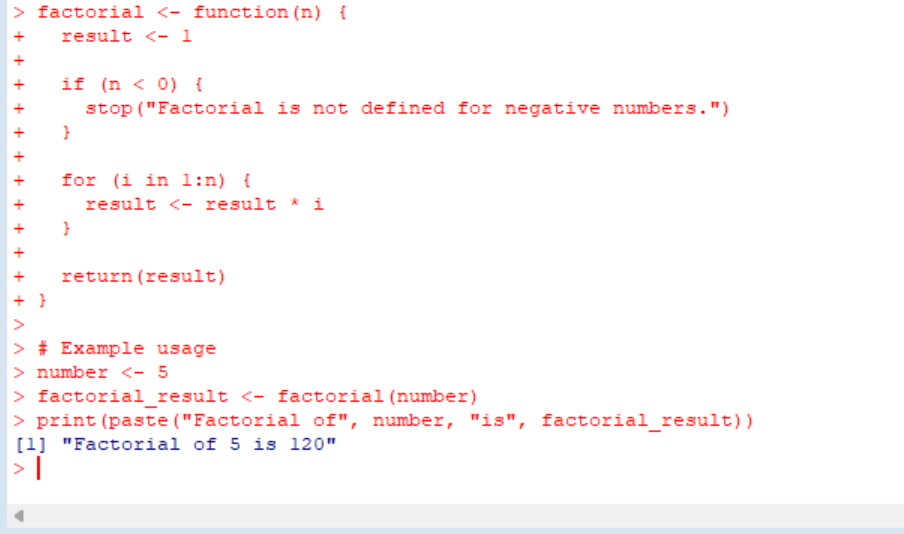 > factorial <- function(n) {
+   result <- 1
+
+   if (n < 0) {
+     stop("Factorial is not defined for negative numbers.")
+   }
+
+   for (i in 1:n) {
+     result <- result * i
+   }
+
+   return(result)
+ }
>
> # Example usage
> number <- 5
> factorial_result <- factorial(number)
> print(paste("Factorial of", number, "is", factorial_result))
[1] "Factorial of 5 is 120"
>